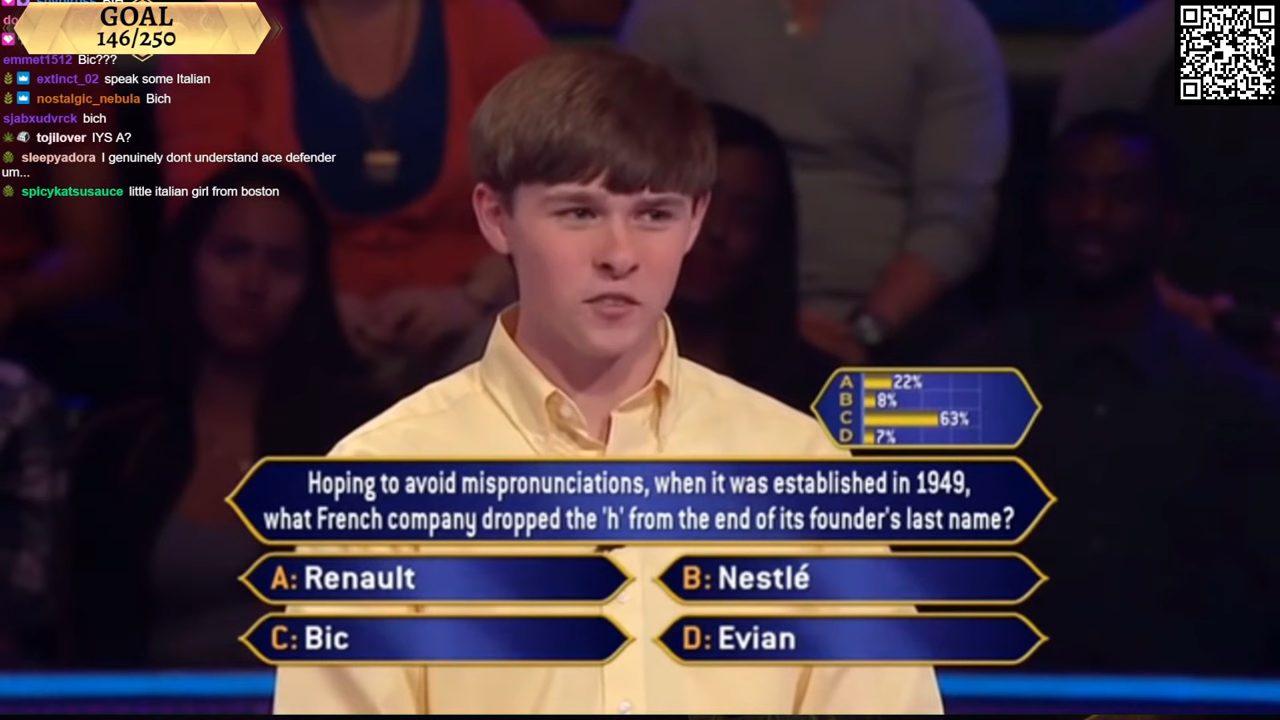 GOAL
146/250
emmet1512 Bic???
extinct_02 speak some Italian
nostalgic_nebula Bich
sjabxudvrck bich
tojilover IYS A?
sleepyadora I genuinely dont understand ace defender
um...
spicykatsusauce little italian girl from boston
A 22%
B 8%
C 63%
D 7%
Hoping to avoid mispronunciations, when it was established in 1949,
what French company dropped the 'h' from the end of its founder's last name?
A: Renault
B: Nestlé
C: Bic
D: Evian